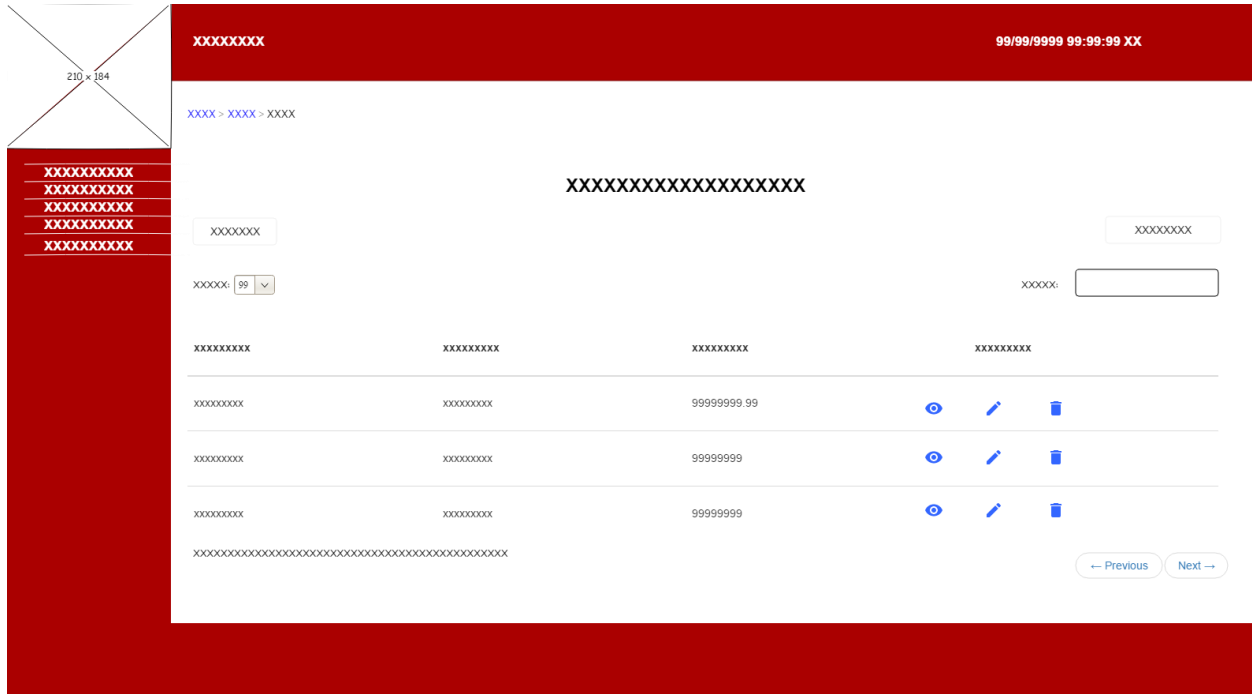 XXXXXXXX 99/99/9999 99:99:99 XX
210 × 184
XXXX > XXXX > XXXX
XXXXXXXXXX
XXXXXXXXXX
XXXXXXXXXX
XXXXXXXXXX
XXXXXXXXXX
XXXXXXXXXXXXXXXXXXX
XXXXXXX XXXXXXXX
XXXXX: 99 XXXXX:
XXXXXXXXX XXXXXXXXX XXXXXXXXX XXXXXXXXX
XXXXXXXXX XXXXXXXXX 99999999.99
XXXXXXXXX XXXXXXXXX 99999999
XXXXXXXXX XXXXXXXXX 99999999
XXXXXXXXXXXXXXXXXXXXXXXXXXXXXXXXXXXXXXXXXXXXXX
← Previous Next →